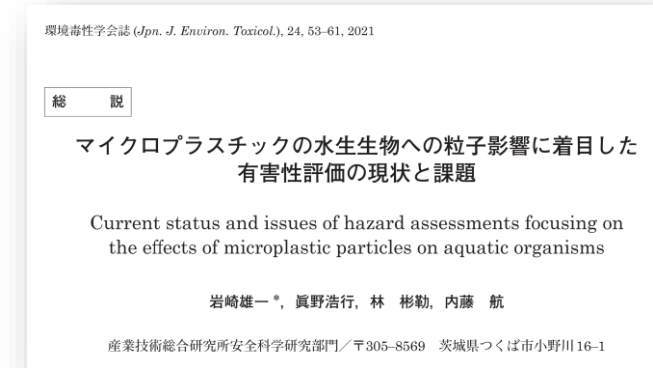 環境毒性学会誌 (Jpn. J. Environ. Toxicol.), 24, 53–61, 2021
総　説
マイクロプラスチックの水生生物への粒子影響に着目した
有害性評価の現状と課題
Current status and issues of hazard assessments focusing on
the effects of microplastic particles on aquatic organisms
岩崎雄一*，眞野浩行，林　彬勒，内藤　航
産業技術総合研究所安全科学研究部門／〒305–8569　茨城県つくば市小野川16–1